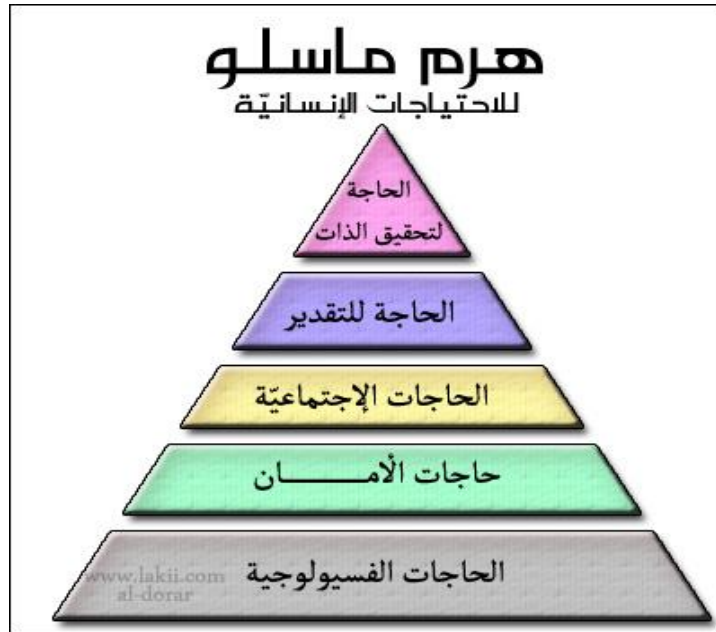 هرم ماسلو
للاحتياجات الإنسانيّة
الحاجة
لتحقيق الذات
الحاجة للتقدير
الحاجات الإجتماعيّة
حاجات الأمـــــــان
الحاجات الفسيولوجية
www.lakii.com
al-dorar